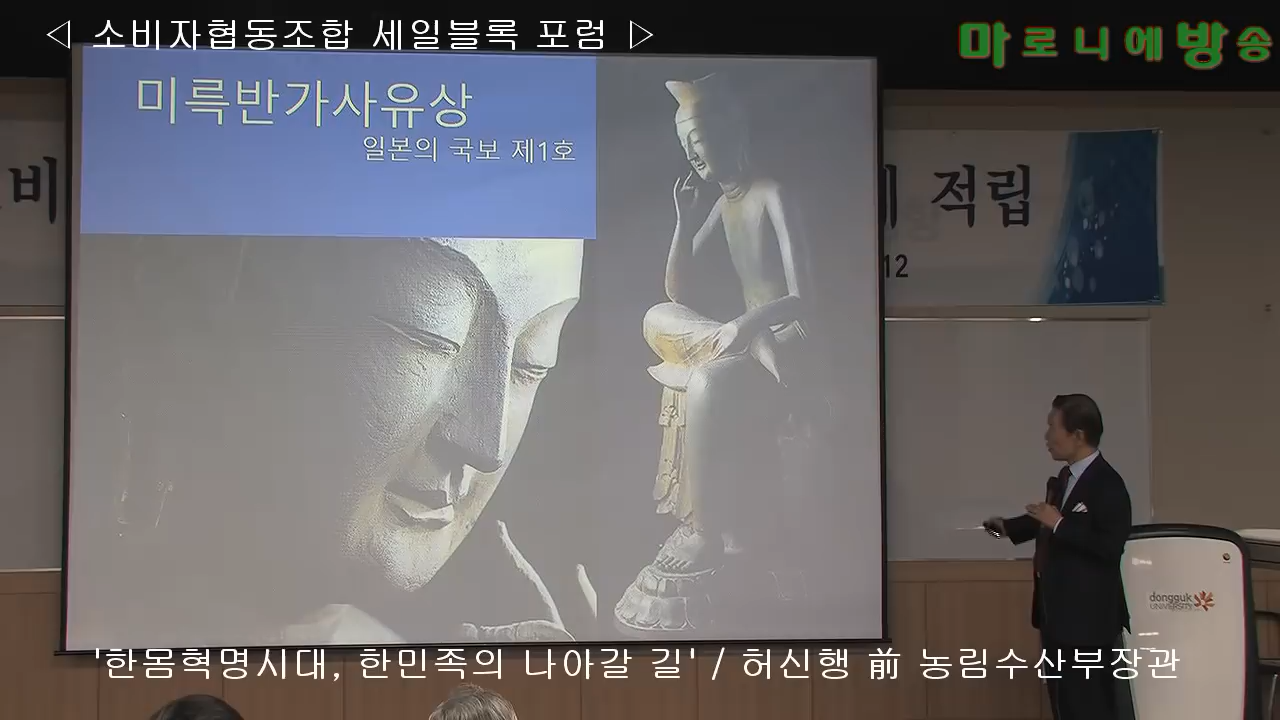 ◁ 소비자협동조합 세일블록 포럼 ▷
마로니에방송
미륵반가사유상
일본의 국보 제1호
비
적립
12
dongguk
UNIVERSITY
'한몸혁명시대, 한민족의 나아갈 길' / 허신행 前 농림수산부장관